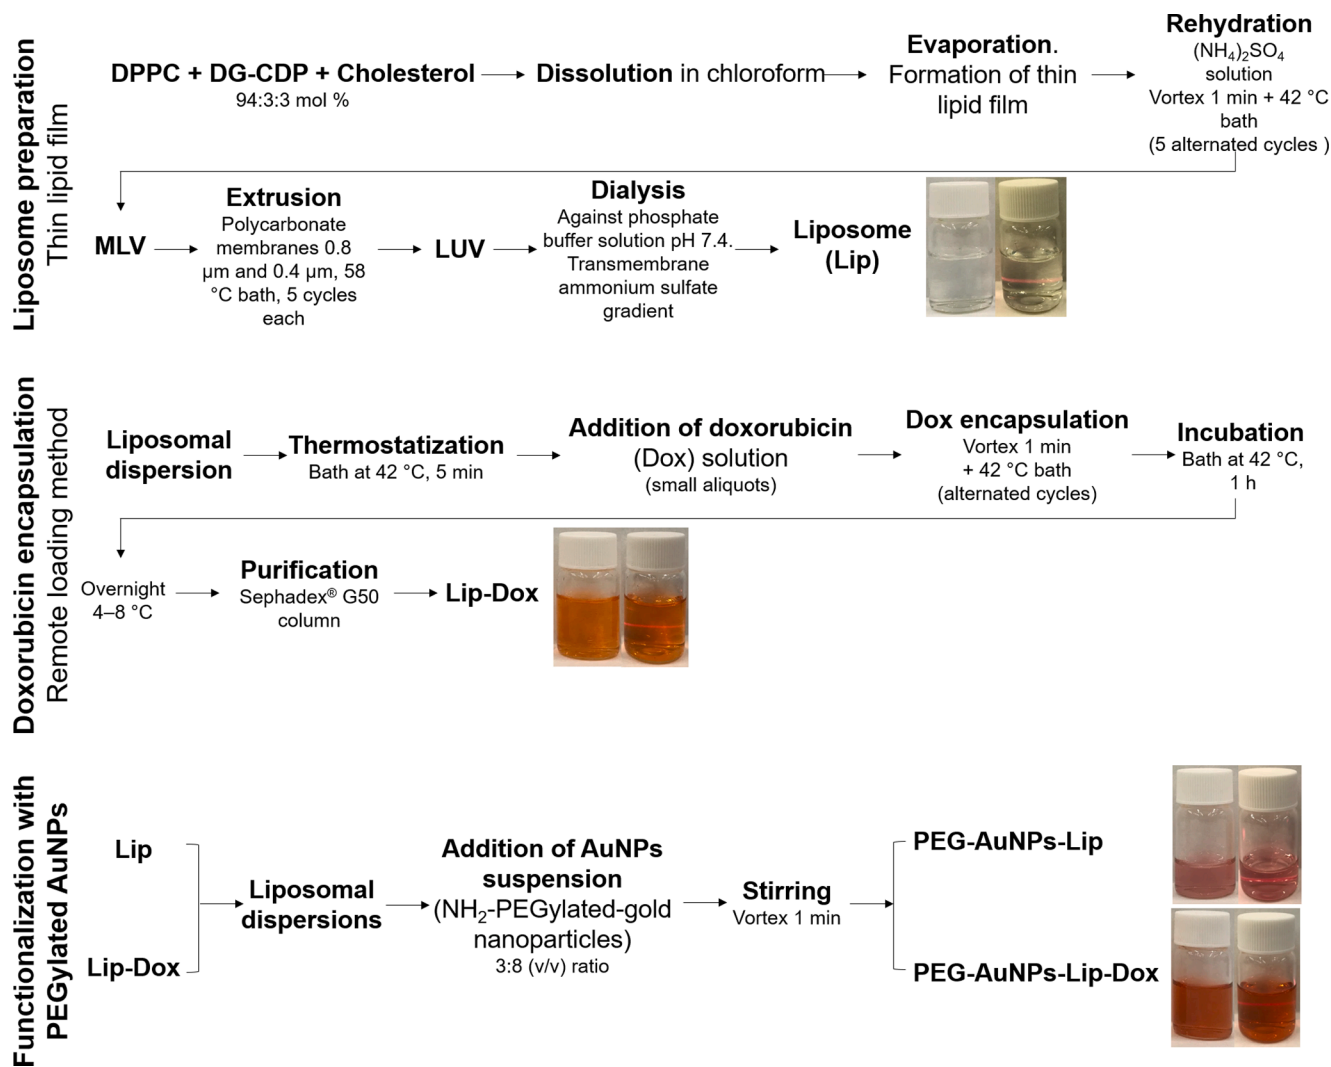 Liposome preparation
Thin lipid film
DPPC + DG-CDP + Cholesterol
94:3:3 mol %
Dissolution in chloroform
Evaporation.
Formation of thin
lipid film
Rehydration
(NH₄)₂SO₄
solution
Vortex 1 min + 42 °C
bath
(5 alternated cycles )
MLV
Extrusion
Polycarbonate
membranes 0.8
µm and 0.4 µm, 58
°C bath, 5 cycles
each
LUV
Dialysis
Against phosphate
buffer solution pH 7.4.
Transmembrane
ammonium sulfate
gradient
Liposome
(Lip)
Doxorubicin encapsulation
Remote loading method
Liposomal
dispersion
Thermostatization
Bath at 42 °C, 5 min
Addition of doxorubicin
(Dox) solution
(small aliquots)
Dox encapsulation
Vortex 1 min
+ 42 °C bath
(alternated cycles)
Incubation
Bath at 42 °C,
1 h
Overnight
4–8 °C
Purification
Sephadex® G50
column
Lip-Dox
Functionalization with
PEGylated AuNPs
Lip
Lip-Dox
Liposomal
dispersions
Addition of AuNPs
suspension
(NH₂-PEGylated-gold
nanoparticles)
3:8 (v/v) ratio
Stirring
Vortex 1 min
PEG-AuNPs-Lip
PEG-AuNPs-Lip-Dox